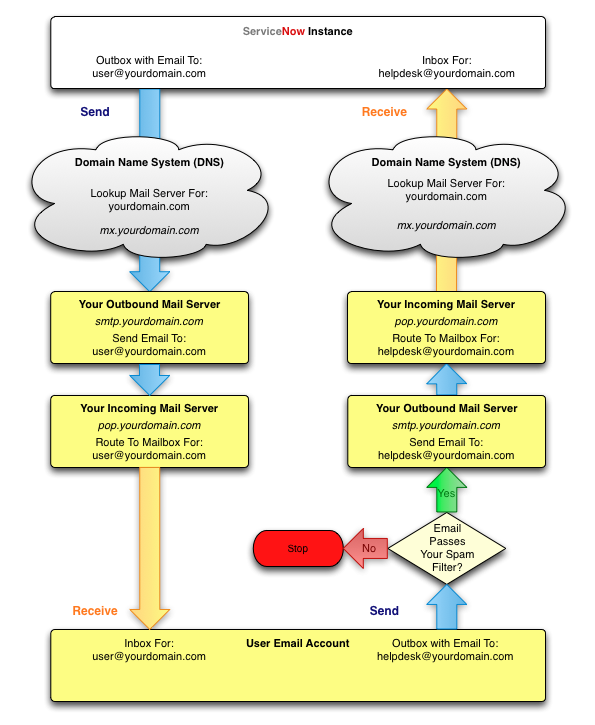 ServiceNow Instance
Outbox with Email To:
user@yourdomain.com
Inbox For:
helpdesk@yourdomain.com
Send
Receive
Domain Name System (DNS)
Lookup Mail Server For:
yourdomain.com
mx.yourdomain.com
Domain Name System (DNS)
Lookup Mail Server For:
yourdomain.com
mx.yourdomain.com
Your Outbound Mail Server
smtp.yourdomain.com
Send Email To:
user@yourdomain.com
Your Incoming Mail Server
pop.yourdomain.com
Route To Mailbox For:
helpdesk@yourdomain.com
Your Incoming Mail Server
pop.yourdomain.com
Route To Mailbox For:
user@yourdomain.com
Your Outbound Mail Server
smtp.yourdomain.com
Send Email To:
helpdesk@yourdomain.com
Yes
Email
Passes
Your Spam
Filter?
No
Stop
Receive
Send
Inbox For:
user@yourdomain.com
User Email Account
Outbox with Email To:
helpdesk@yourdomain.com